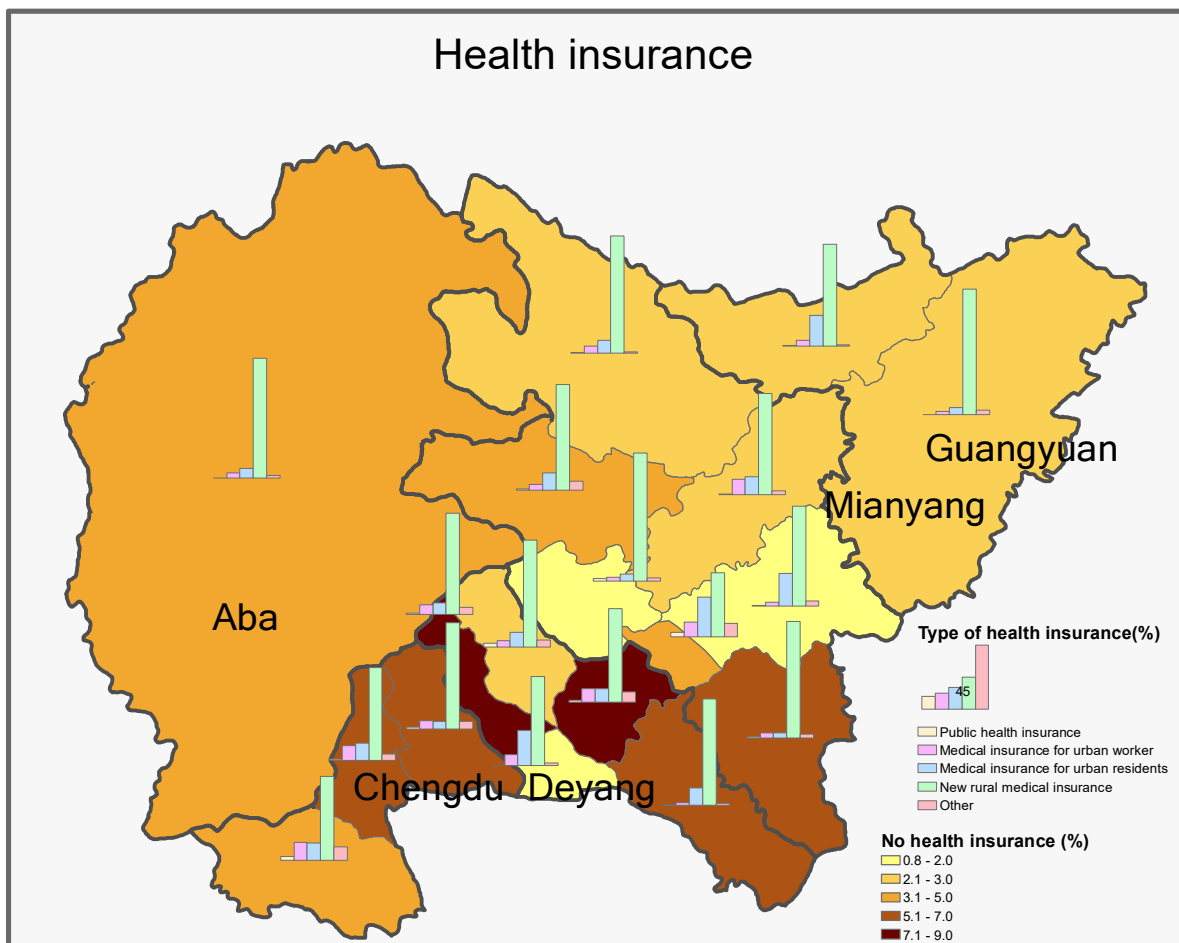 Health insurance
Guangyuan
Mianyang
Aba
Chengdu
Deyang
Type of health insurance(%)
45
Public health insurance
Medical insurance for urban worker
Medical insurance for urban residents
New rural medical insurance
Other
No health insurance (%)
0.8 - 2.0
2.1 - 3.0
3.1 - 5.0
5.1 - 7.0
7.1 - 9.0